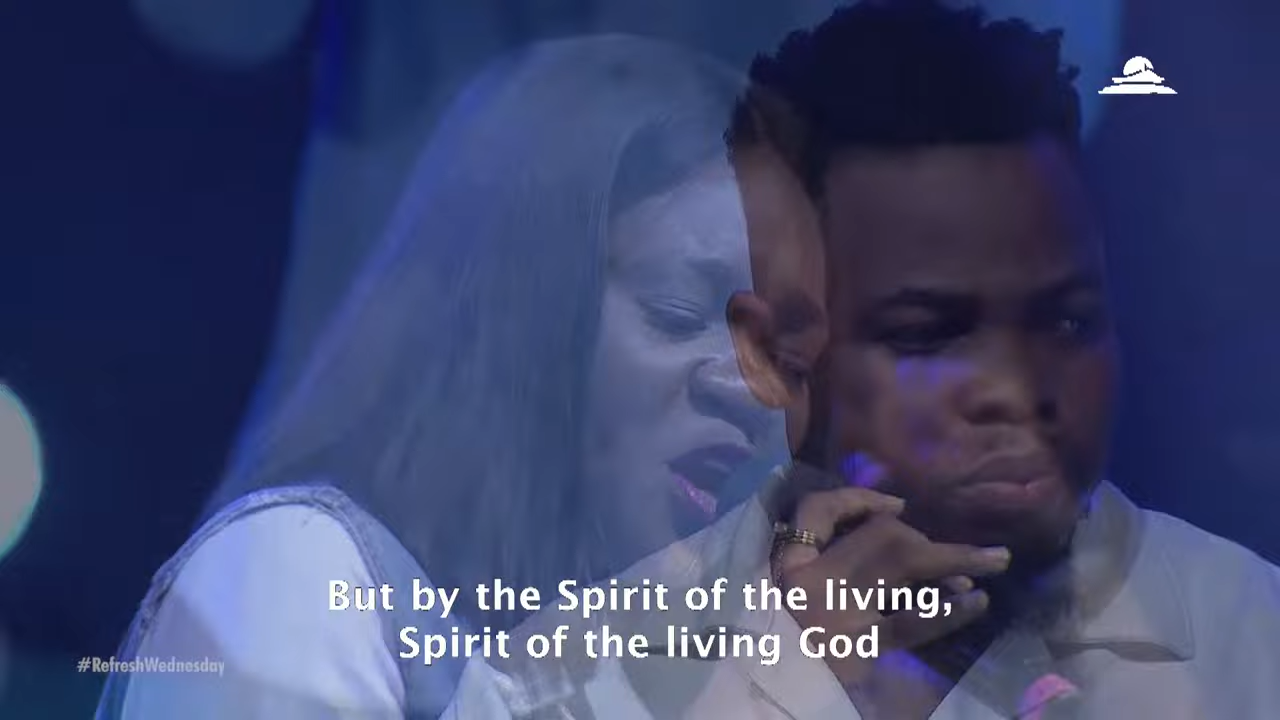 But by the Spirit of the living,
Spirit of the living God
#RefreshWednesday